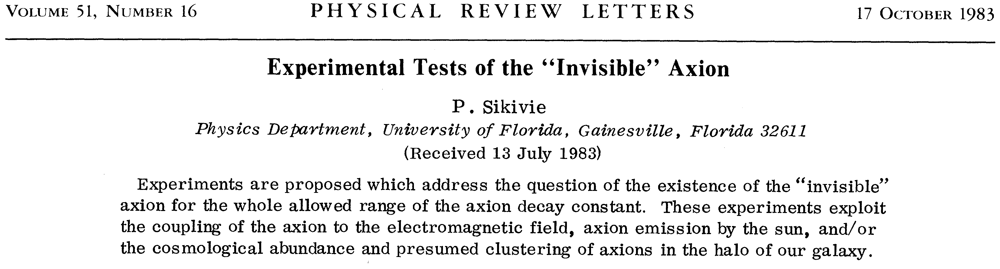 VOLUME 51, NUMBER 16 PHYSICAL REVIEW LETTERS 17 OCTOBER 1983
Experimental Tests of the “Invisible” Axion
P. Sikivie
Physics Department, University of Florida, Gainesville, Florida 32611
(Received 13 July 1983)
Experiments are proposed which address the question of the existence of the “invisible”
axion for the whole allowed range of the axion decay constant. These experiments exploit
the coupling of the axion to the electromagnetic field, axion emission by the sun, and/or
the cosmological abundance and presumed clustering of axions in the halo of our galaxy.